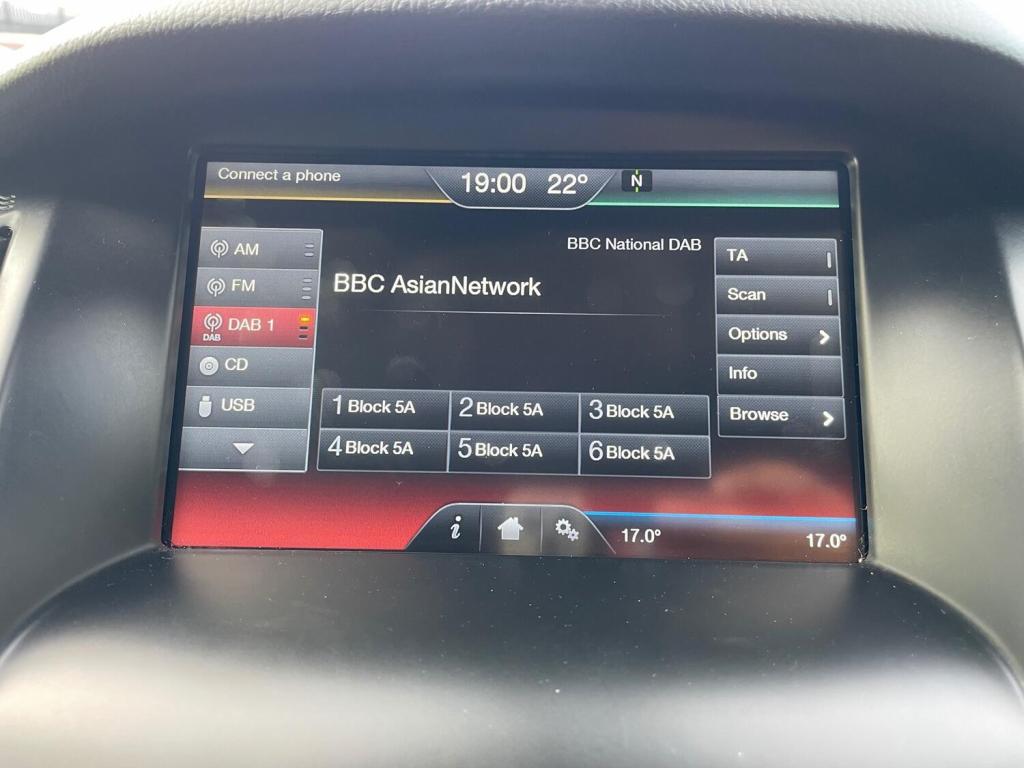 Connect a phone
19:00 22° N
BBC National DAB
BBC AsianNetwork
AM
FM
DAB DAB 1
CD
USB
1 Block 5A
2 Block 5A
3 Block 5A
4 Block 5A
5 Block 5A
6 Block 5A
TA
Scan
Options
Info
Browse
i
17.0°
17.0°